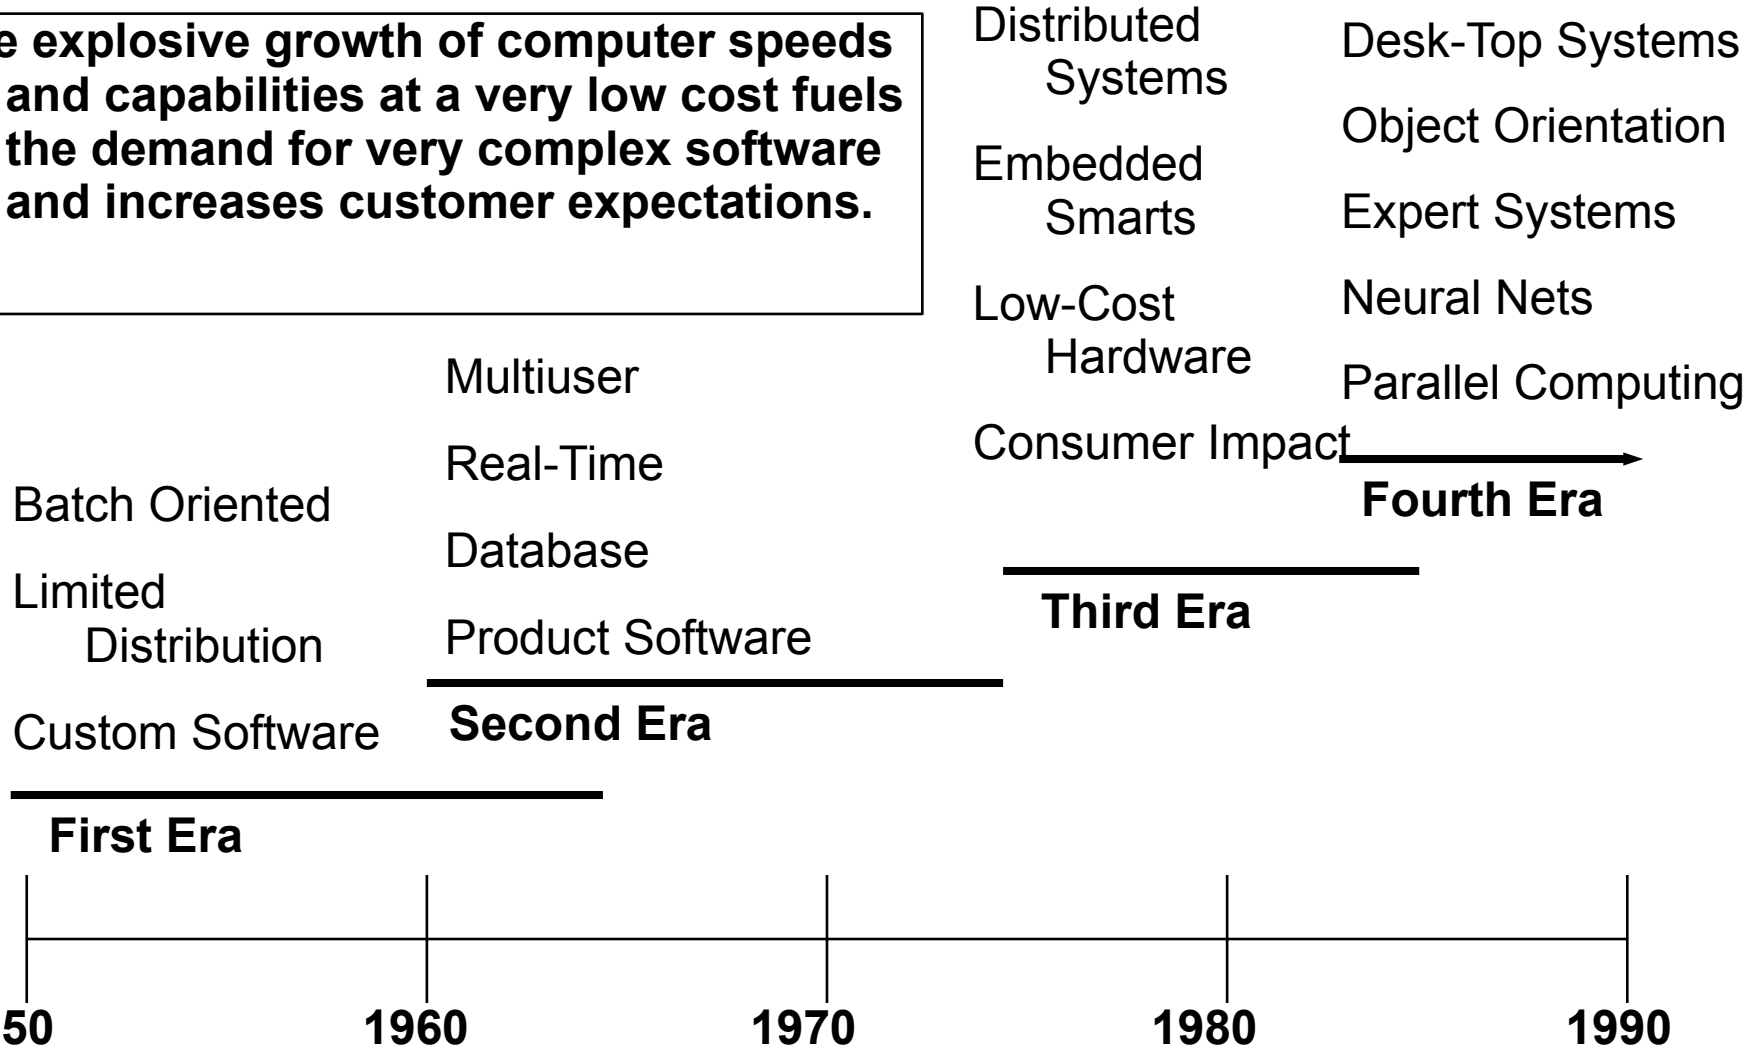 e explosive growth of computer speeds
and capabilities at a very low cost fuels
the demand for very complex software
and increases customer expectations.
Distributed
Systems
Embedded
Smarts
Low-Cost
Hardware
Consumer Impact
Desk-Top Systems
Object Orientation
Expert Systems
Neural Nets
Parallel Computing
Fourth Era
Third Era
Multiuser
Real-Time
Database
Product Software
Second Era
Batch Oriented
Limited
Distribution
Custom Software
First Era
50
1960
1970
1980
1990